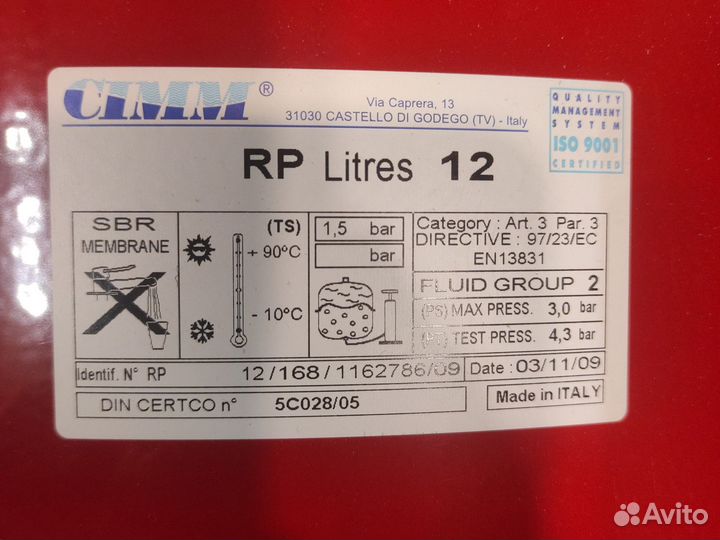 CIMM®
Via Caprera, 13
31030 CASTELLO DI GODEGO (TV) - Italy
QUALITY
MANAGEMENT
SYSTEM
ISO 9001
CERTIFIED
RP Litres 12
SBR
MEMBRANE
(TS)
+ 90ºC
- 10ºC
1,5 bar
bar
Category : Art. 3 Par. 3
DIRECTIVE : 97/23/EC
EN13831
FLUID GROUP 2
(PS) MAX PRESS. 3,0 bar
(PT) TEST PRESS. 4,3 bar
Identif. N° RP 12/168/1162786/09
Date : 03/11/09
DIN CERTCO n° 5C028/05
Made in ITALY
Avito